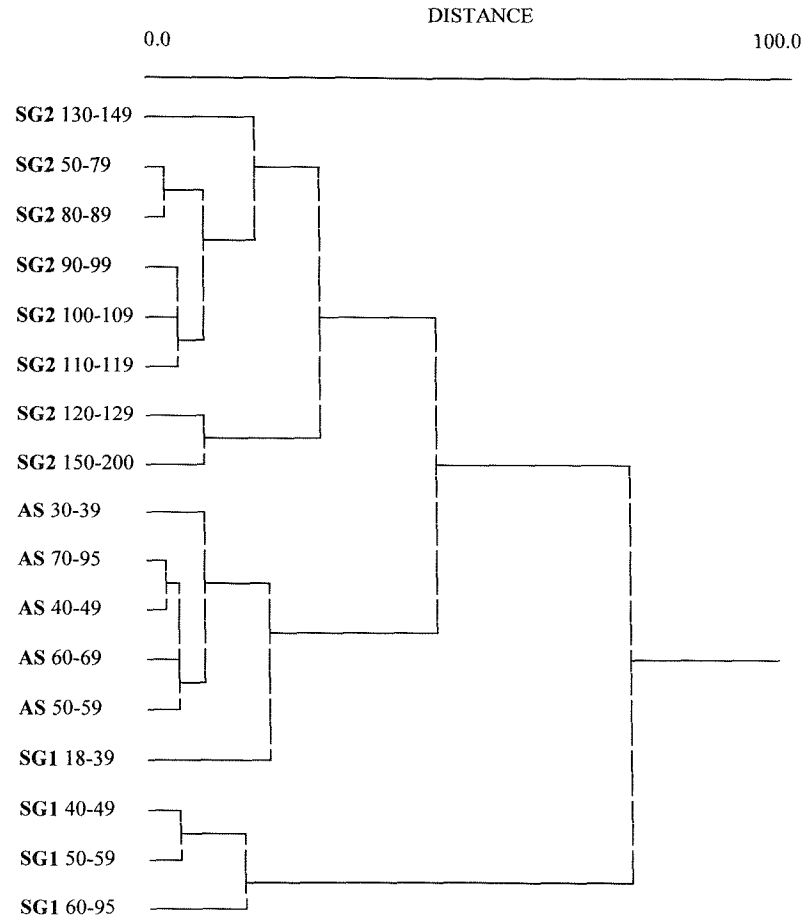 DISTANCE
0.0 100.0
SG2 130-149
SG2 50-79
SG2 80-89
SG2 90-99
SG2 100-109
SG2 110-119
SG2 120-129
SG2 150-200
AS 30-39
AS 70-95
AS 40-49
AS 60-69
AS 50-59
SG1 18-39
SG1 40-49
SG1 50-59
SG1 60-95